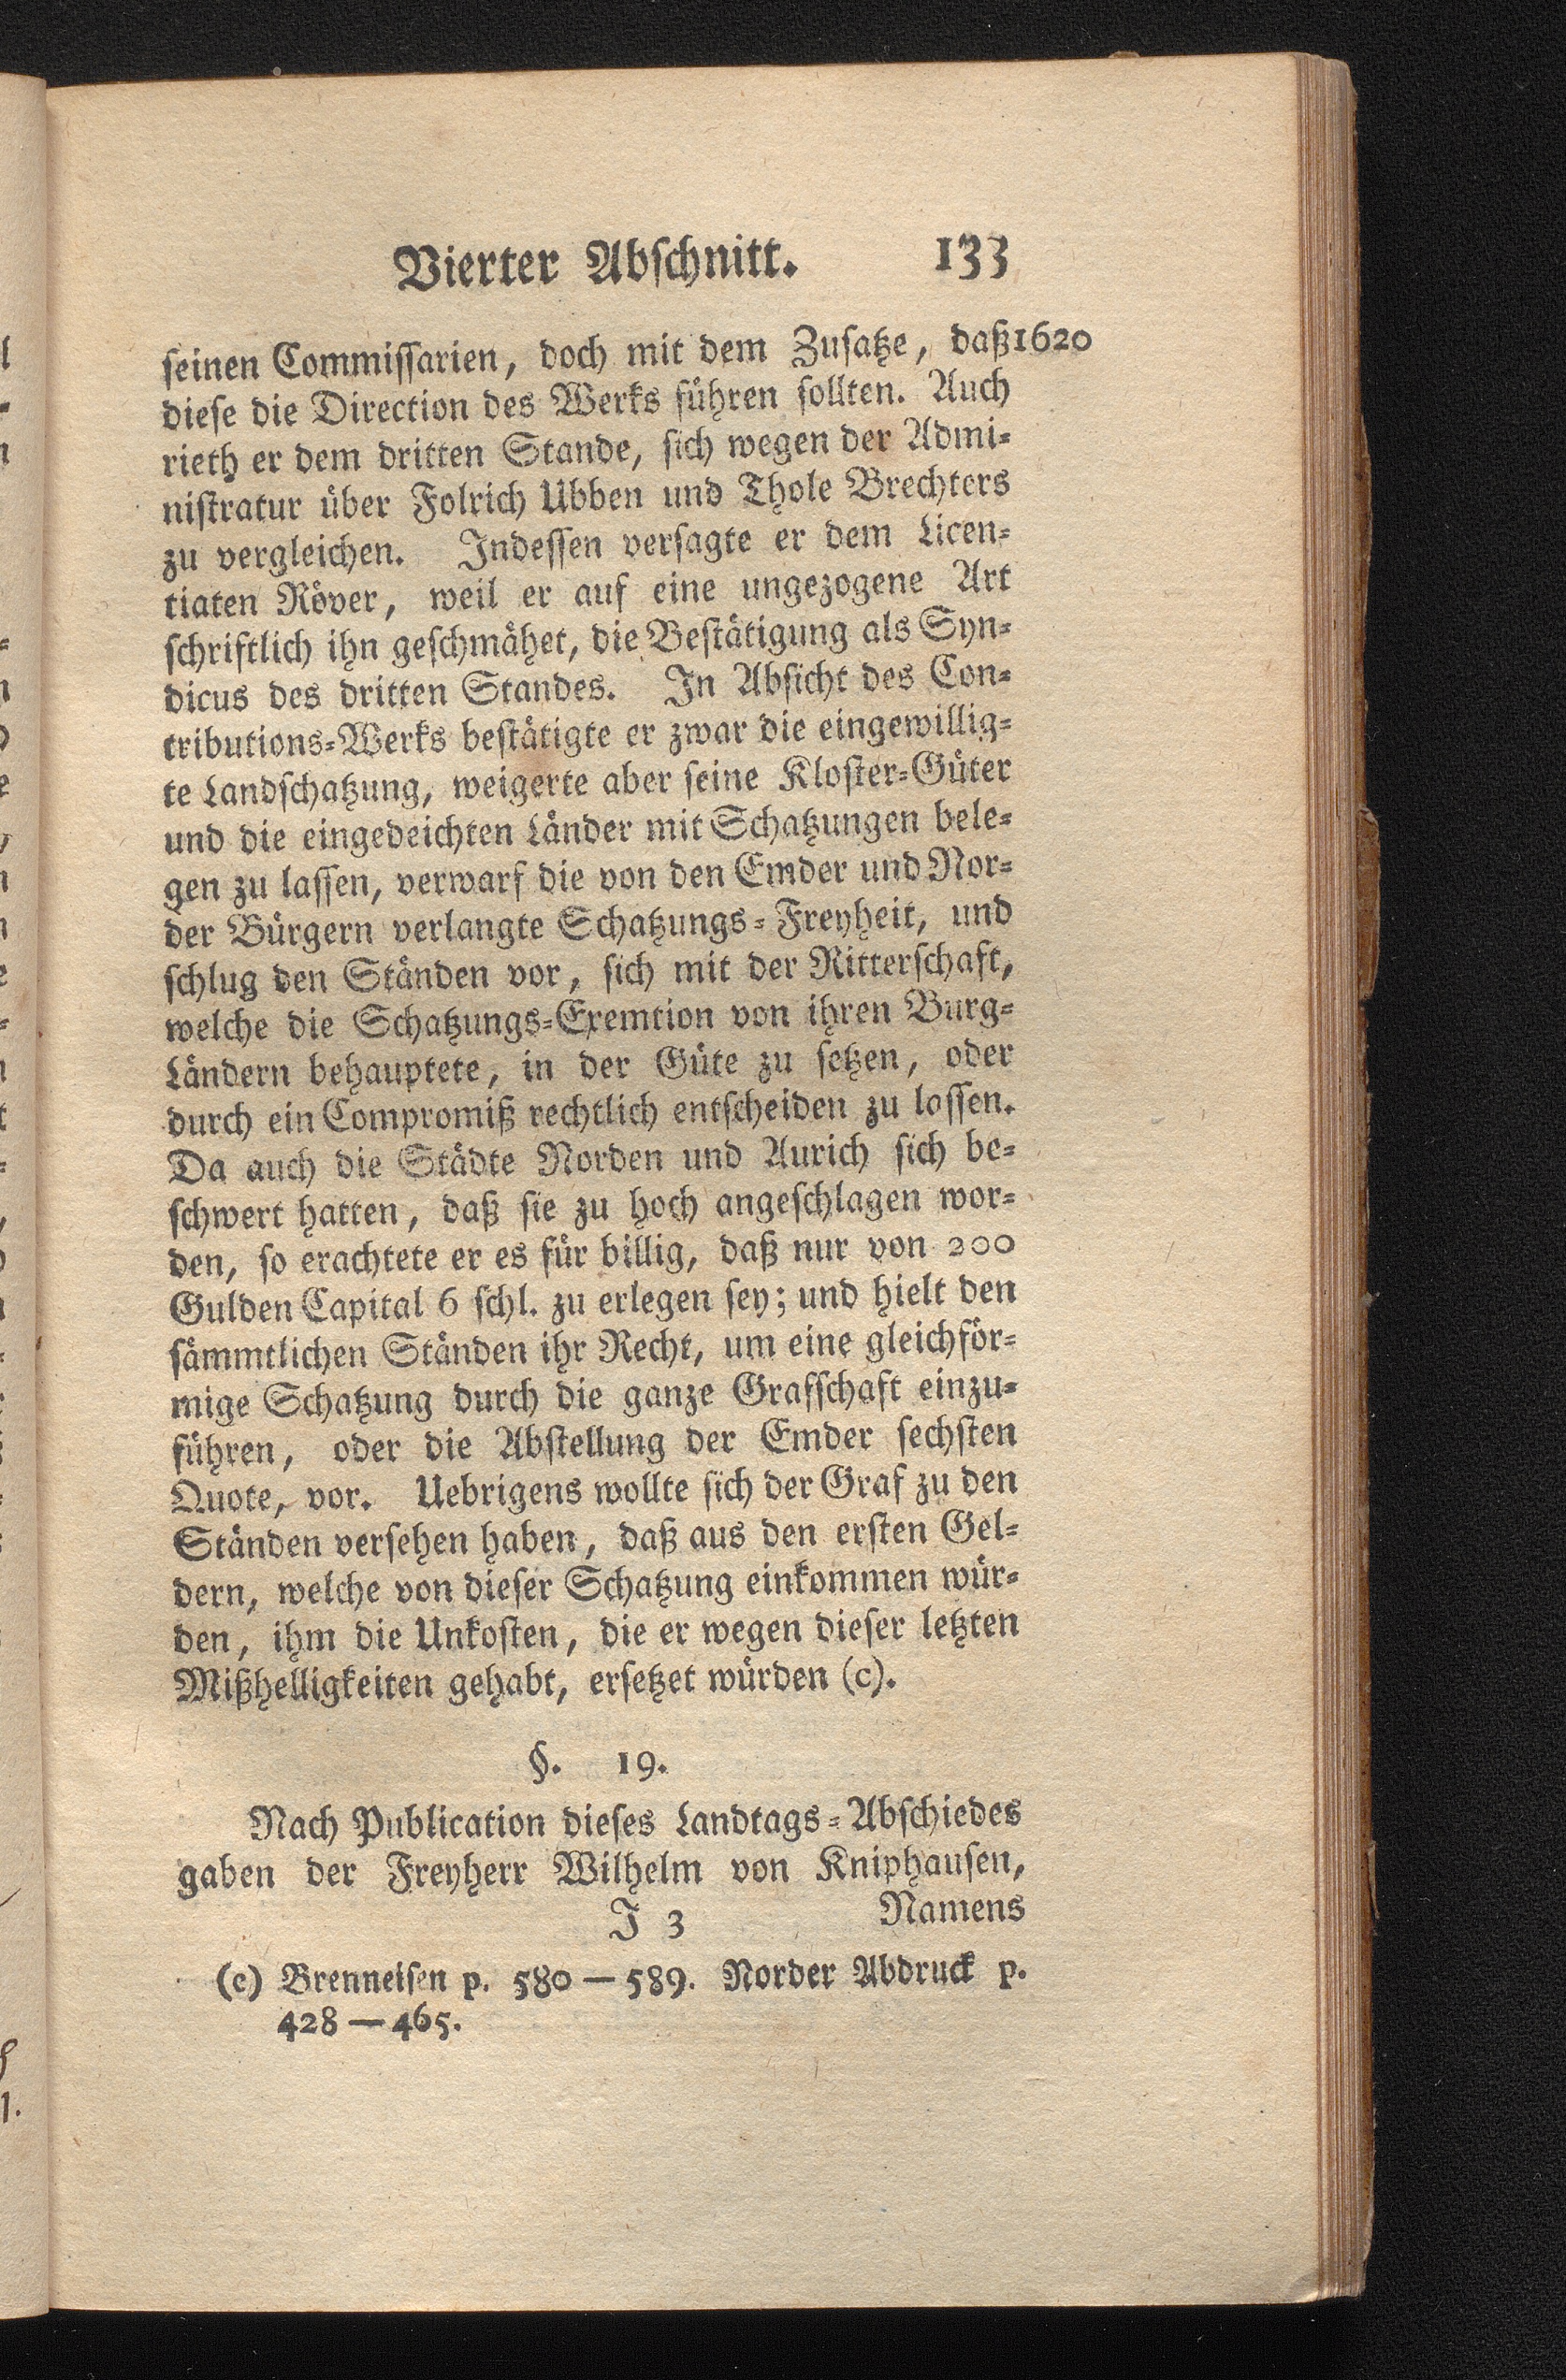 Vierter Abschnitt. 133
seinen Commissarien, doch mit dem Zusatze, daß 1620
diese die Direction des Werks führen sollten. Auch
rieth er dem dritten Stande, sich wegen der Admi-
nistratur über Folrich Ubben und Thole Brechters
zu vergleichen. Indessen versagte er dem Licen-
tiaten Röver, weil er auf eine ungezogene Art
schriftlich ihn geschmähet, die Bestätigung als Syn-
dicus des dritten Standes. In Absicht des Con-
tributions-Werks bestätigte er zwar die eingewillig-
te Landschatzung, weigerte aber seine Kloster-Güter
und die eingedeichten Länder mit Schatzungen bele-
gen zu lassen, verwarf die von den Emder und Nor-
der Bürgern verlangte Schatzungs-Freyheit, und
schlug den Ständen vor, sich mit der Ritterschaft,
welche die Schatzungs-Exemtion von ihren Burg-
Ländern behauptete, in der Güte zu setzen, oder
durch ein Compromiß rechtlich entscheiden zu lassen.
Da auch die Städte Norden und Aurich sich be-
schwert hatten, daß sie zu hoch angeschlagen wor-
den, so erachtete er es für billig, daß nur von 200
Gulden Capital 6 schl. zu erlegen sey; und hielt den
sämmtlichen Ständen ihr Recht, um eine gleichför-
mige Schatzung durch die ganze Grafschaft einzu-
führen, oder die Abstellung der Emder sechsten
Quote, vor. Uebrigens wollte sich der Graf zu den
Ständen versehen haben, daß aus den ersten Gel-
dern, welche von dieser Schatzung einkommen wür-
den, ihm die Unkosten, die er wegen dieser letzten
Mißhelligkeiten gehabt, ersetzet würden (c).
§. 19.
Nach Publication dieses Landtags-Abschiedes
gaben der Freyherr Wilhelm von Kniphausen,
J 3 Namens
(c) Brenneisen p. 580 — 589. Norder Abdruck p.
428 — 465.